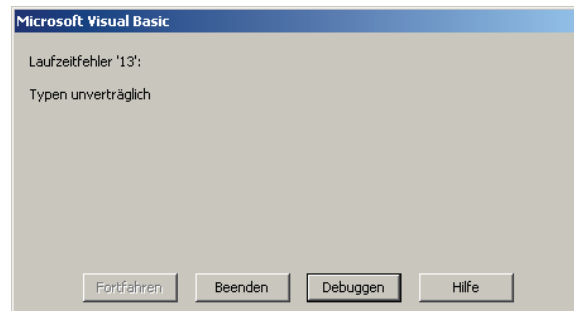 Microsoft Visual Basic
Laufzeitfehler '13':
Typen unverträglich
Fortfahren Beenden Debuggen Hilfe